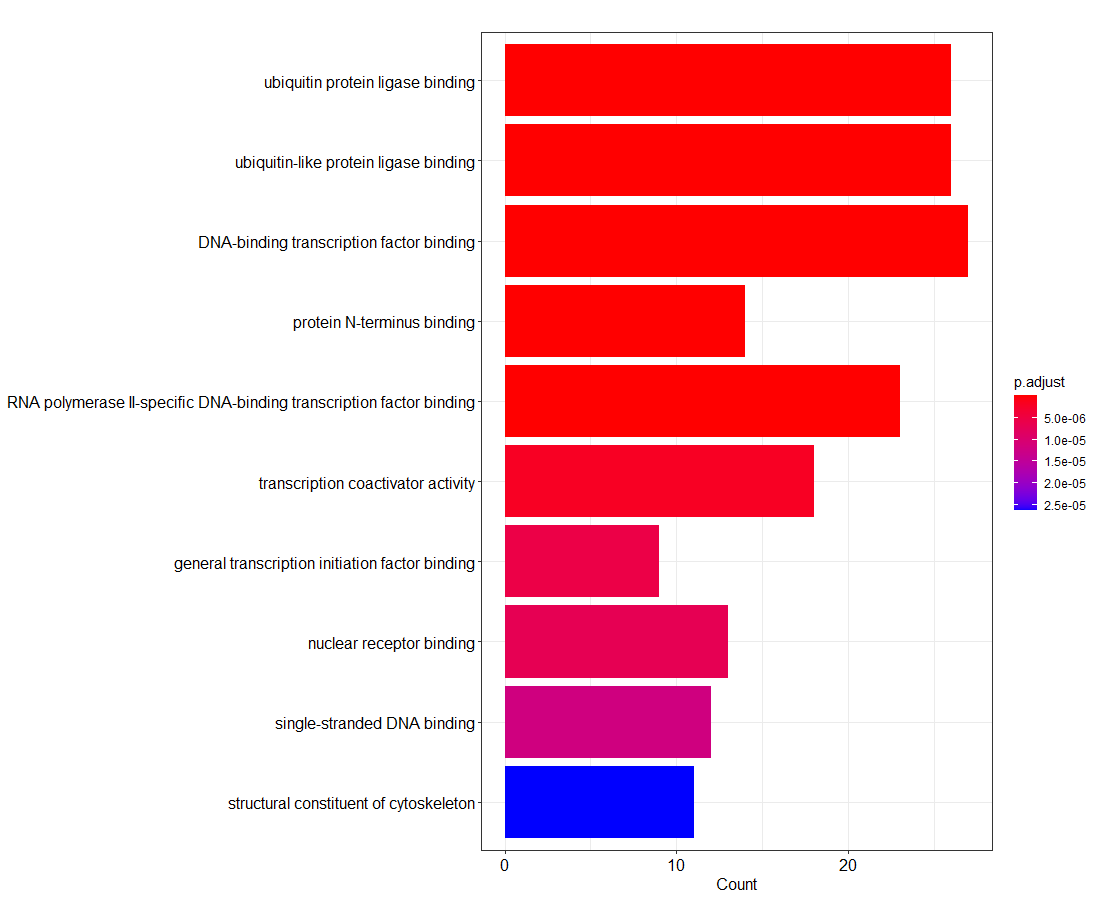 ubiquitin protein ligase binding
ubiquitin-like protein ligase binding
DNA-binding transcription factor binding
protein N-terminus binding
RNA polymerase II-specific DNA-binding transcription factor binding
transcription coactivator activity
general transcription initiation factor binding
nuclear receptor binding
single-stranded DNA binding
structural constituent of cytoskeleton
0 10 20
Count
p.adjust
5.0e-06
1.0e-05
1.5e-05
2.0e-05
2.5e-05